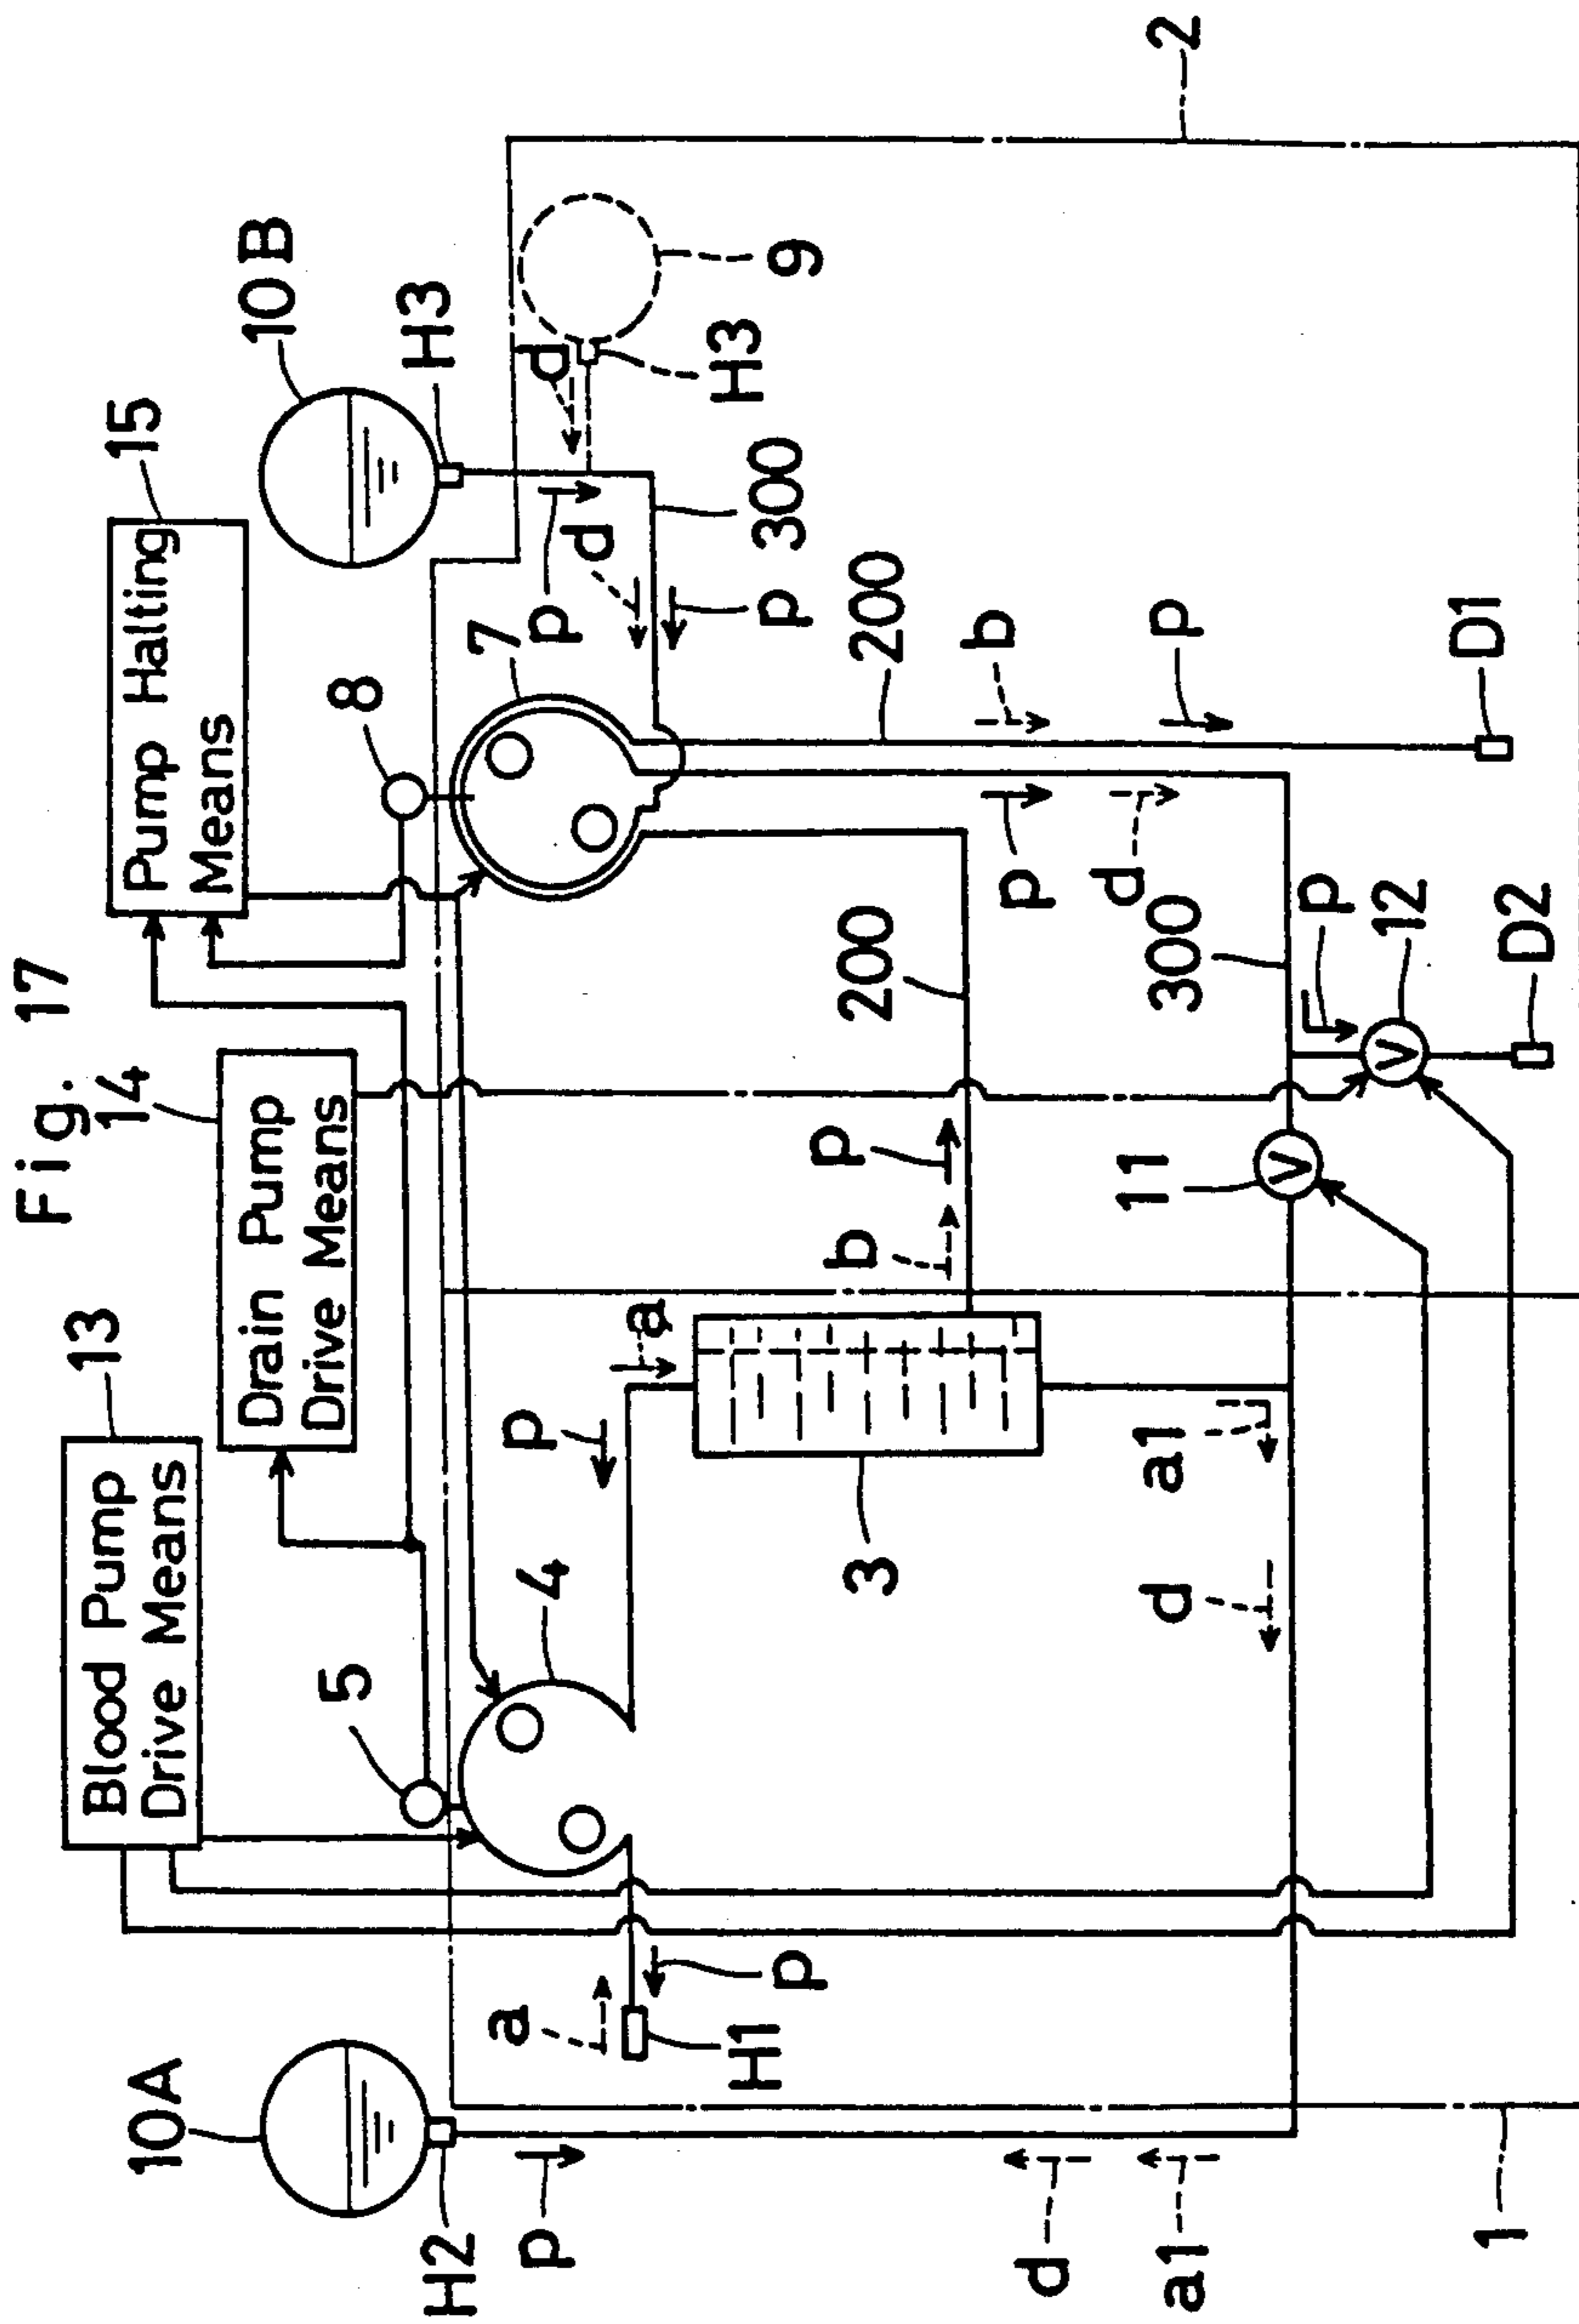 Fig. 17
10A
H2
p
d
a1
1
a
p
H1
13
Blood Pump
Drive Means
5
4
p
a
3
a1
d
14
Drain Pump
Drive Means
b
p
11
V
200
300
p
12
V
D2
15
Pump Halting
Means
8
7
p
d
b
p
200
D1
10B
H3
p
d
300
p
d
H3
9
2